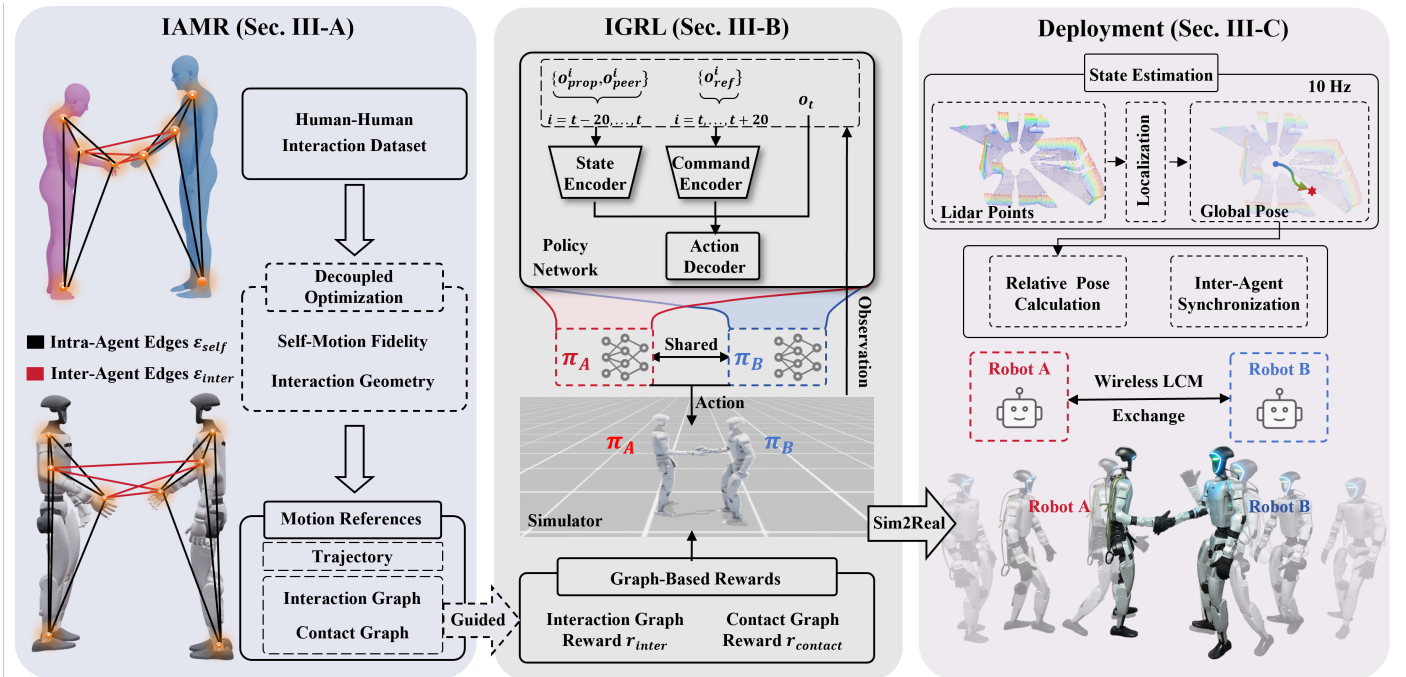 IAMR (Sec. III-A)
Human-Human
Interaction Dataset
Decoupled
Optimization
Self-Motion Fidelity
Interaction Geometry
Intra-Agent Edges ε_self
Inter-Agent Edges ε_inter
Motion References
Trajectory
Interaction Graph
Contact Graph
Guided
IGRL (Sec. III-B)
{o^i_prop, o^i_peer}
{o^i_ref}
o_t
i = t − 20, ..., t
i = t, ..., t + 20
State
Encoder
Command
Encoder
Policy
Network
Action
Decoder
Observation
π_A
Shared
π_B
Action
π_A
π_B
Simulator
Graph-Based Rewards
Interaction Graph
Reward r_inter
Contact Graph
Reward r_contact
Sim2Real
Deployment (Sec. III-C)
State Estimation
10 Hz
Lidar Points
Localization
Global Pose
Relative Pose
Calculation
Inter-Agent
Synchronization
Robot A
Wireless LCM
Exchange
Robot B
Robot A
Robot B